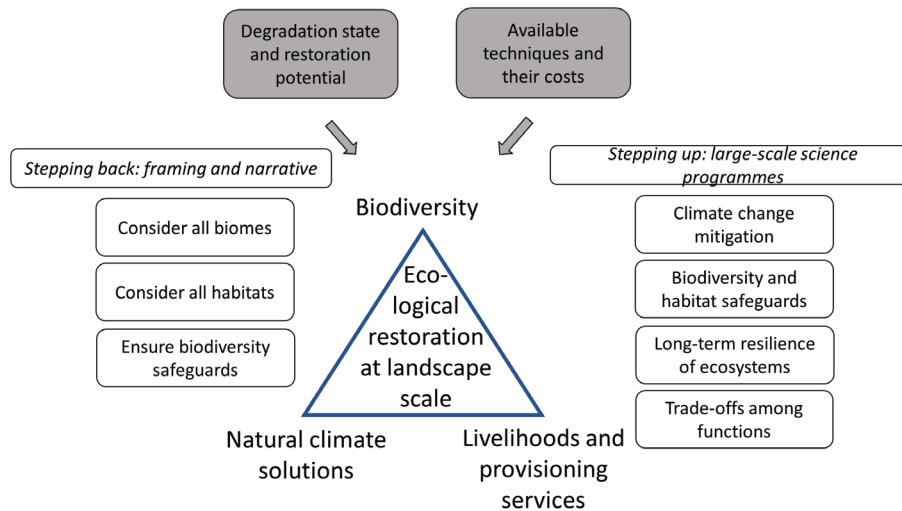 Degradation state
and restoration
potential
Available
techniques and
their costs
Stepping back: framing and narrative
Consider all biomes
Consider all habitats
Ensure biodiversity
safeguards
Biodiversity
Eco-
logical
restoration
at landscape
scale
Natural climate
solutions
Livelihoods and
provisioning
services
Stepping up: large-scale science
programmes
Climate change
mitigation
Biodiversity and
habitat safeguards
Long-term resilience
of ecosystems
Trade-offs among
functions